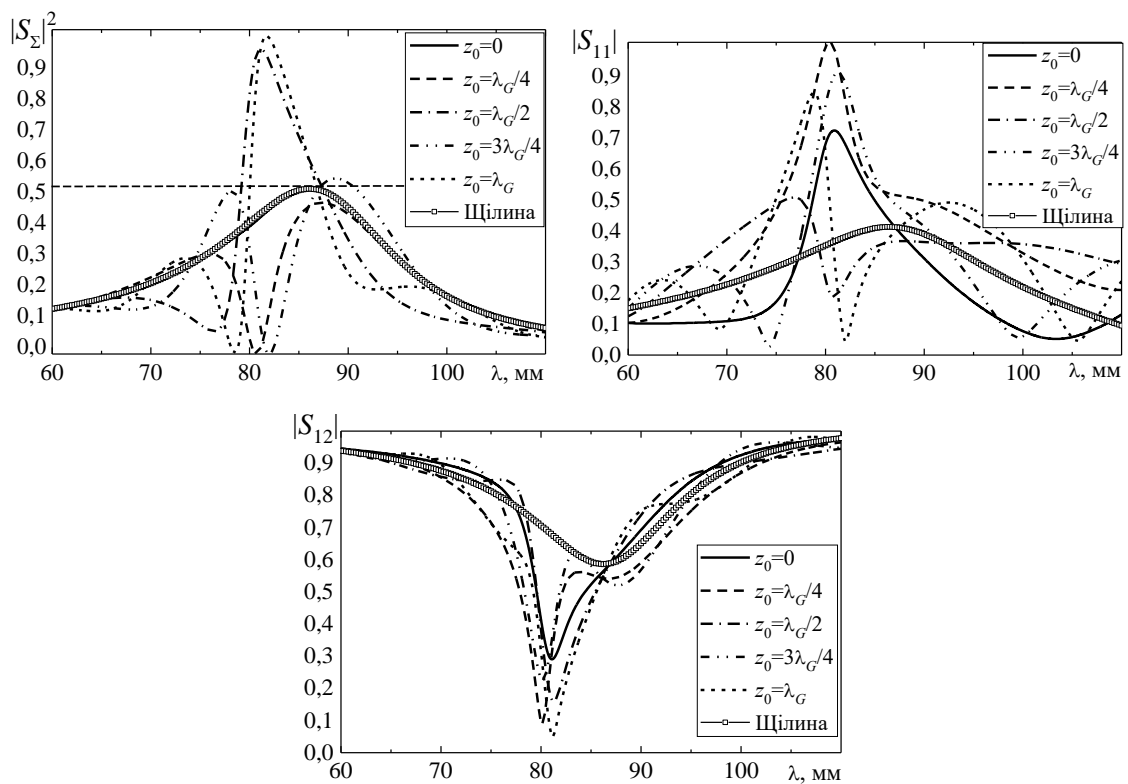 |S_Σ|²
0,9
0,8
0,7
0,6
0,5
0,4
0,3
0,2
0,1
0,0
60 70 80 90 100 λ, мм
z₀=0
z₀=λ_G/4
z₀=λ_G/2
z₀=3λ_G/4
z₀=λ_G
Щілина
|S₁₁|
0,9
0,8
0,7
0,6
0,5
0,4
0,3
0,2
0,1
0,0
60 70 80 90 100 λ, мм
z₀=0
z₀=λ_G/4
z₀=λ_G/2
z₀=3λ_G/4
z₀=λ_G
Щілина
|S₁₂|
0,9
0,8
0,7
0,6
0,5
0,4
0,3
0,2
0,1
0,0
60 70 80 90 100 λ, мм
z₀=0
z₀=λ_G/4
z₀=λ_G/2
z₀=3λ_G/4
z₀=λ_G
Щілина